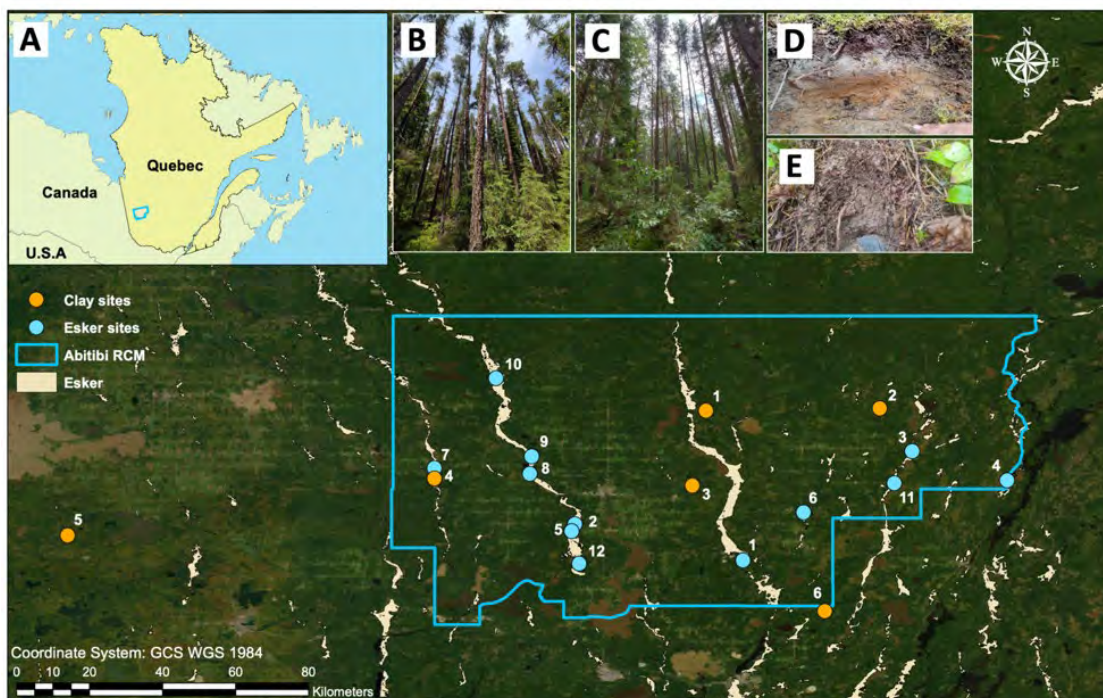 A
B
C
D
E
N
W E
S
Quebec
Canada
U.S.A
Clay sites
Esker sites
Abitibi RCM
Esker
10
1
2
9
3
7
8
4
4
3
11
6
5
2
5
12
1
6
Coordinate System: GCS WGS 1984
0 10 20 40 60 80
Kilometers